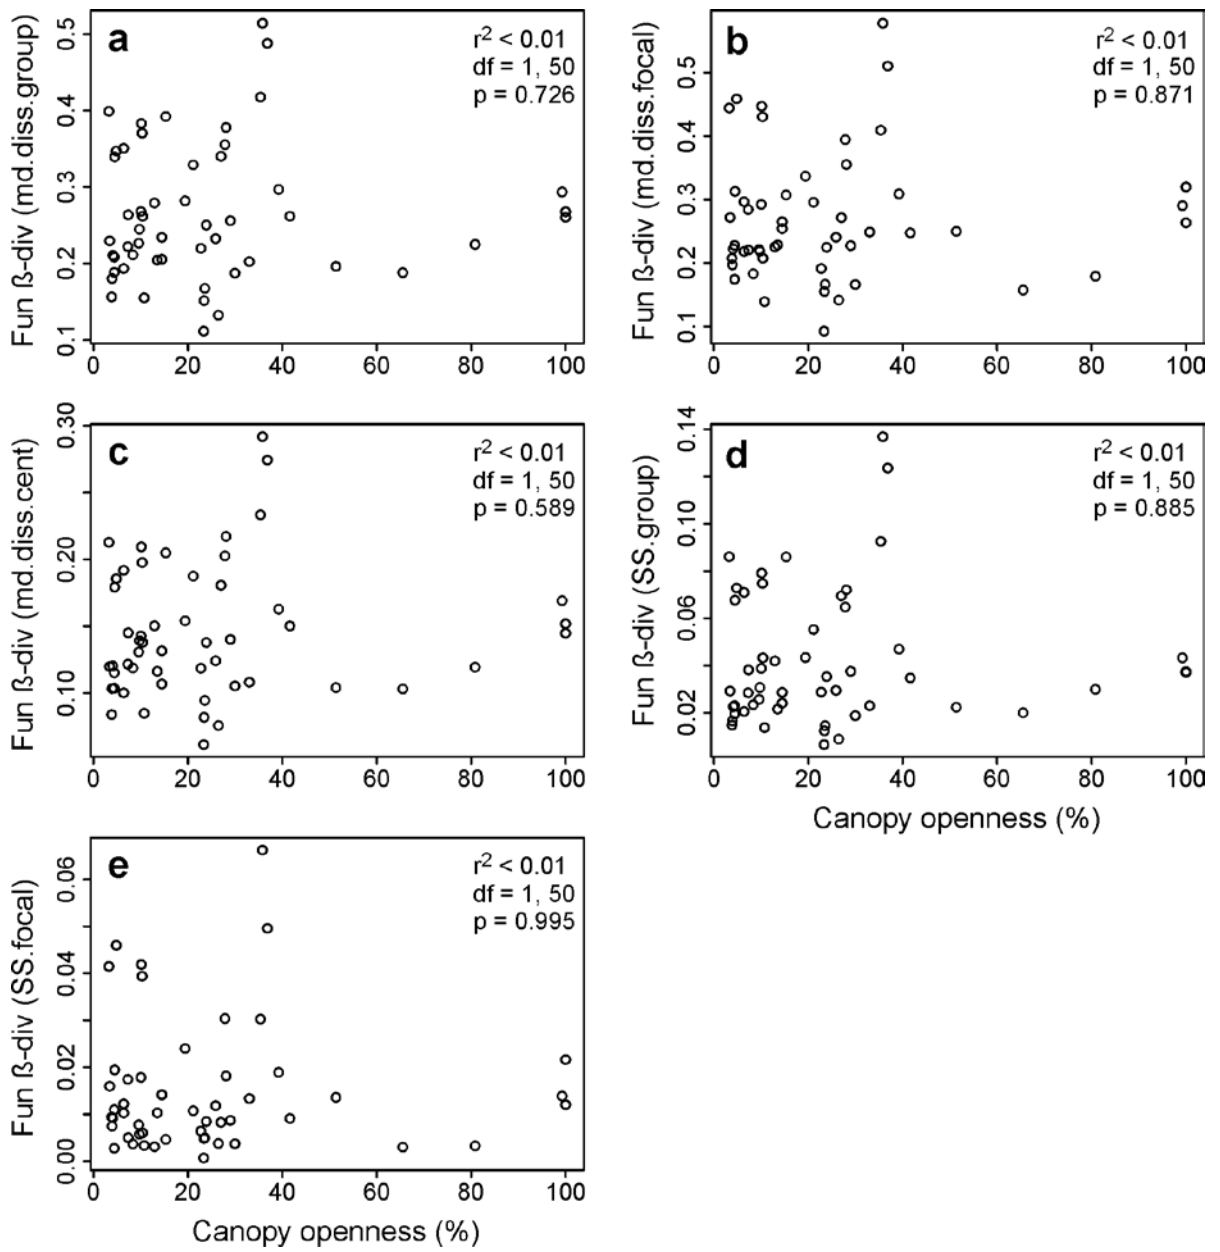 a
r² < 0.01
df = 1, 50
p = 0.726
Fun ß-div (md.diss.group)
0.1 0.2 0.3 0.4 0.5
0 20 40 60 80 100
b
r² < 0.01
df = 1, 50
p = 0.871
Fun ß-div (md.diss.focal)
0.1 0.2 0.3 0.4 0.5
0 20 40 60 80 100
c
r² < 0.01
df = 1, 50
p = 0.589
Fun ß-div (md.diss.cent)
0.10 0.20 0.30
0 20 40 60 80 100
d
r² < 0.01
df = 1, 50
p = 0.885
Fun ß-div (SS.group)
0.02 0.06 0.10 0.14
0 20 40 60 80 100
Canopy openness (%)
e
r² < 0.01
df = 1, 50
p = 0.995
Fun ß-div (SS.focal)
0.00 0.02 0.04 0.06
0 20 40 60 80 100
Canopy openness (%)